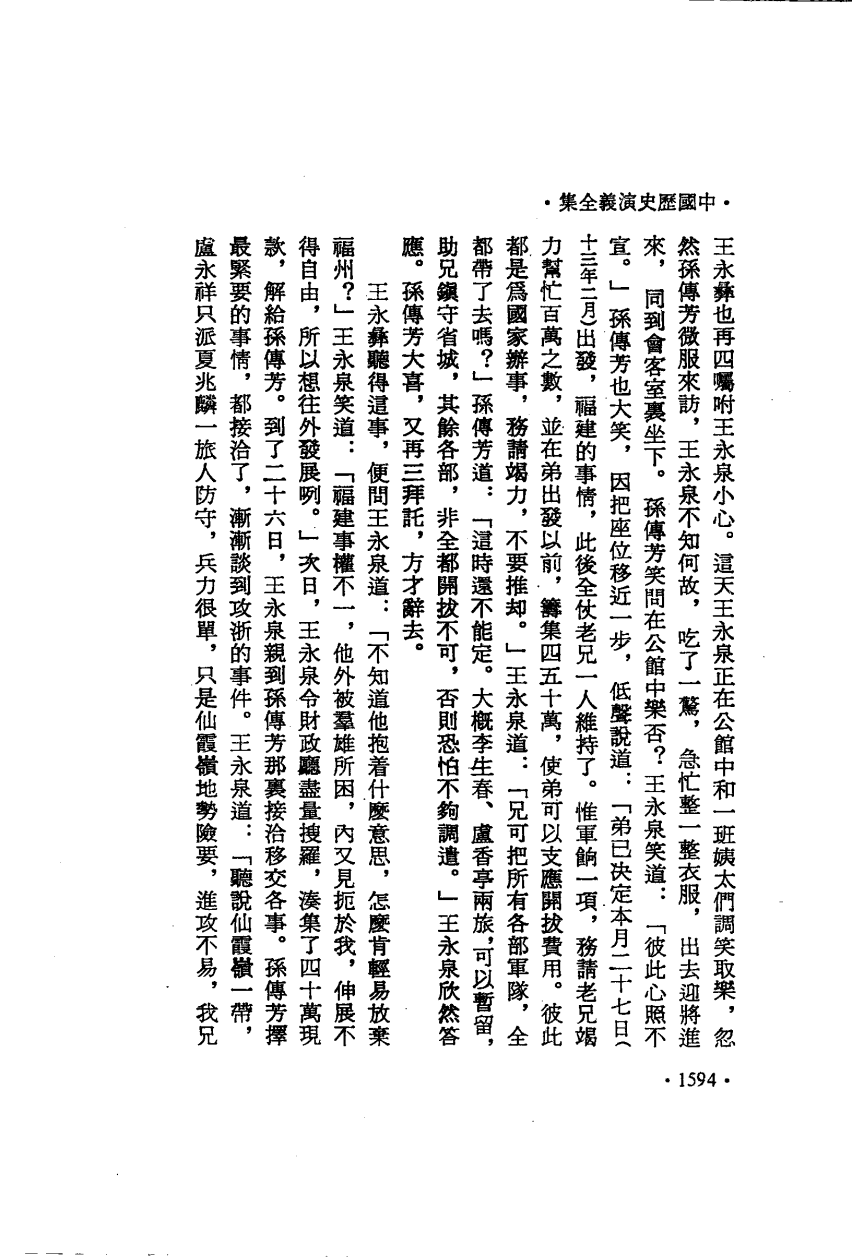 •中國歷史演義全集•
王永彝也再四囑咐王永泉小心。這天王永泉正在公館中和一班姨太們調笑取樂，忽
然孫傳芳微服來訪，王永泉不知何故，吃了一驚，急忙整一整衣服，出去迎將進
來，同到會客室裏坐下。孫傳芳笑問在公館中樂否？王永泉笑道：「彼此心照不
宣。」孫傳芳也大笑，因把座位移近一步，低聲說道：「弟已決定本月二十七日（
十三年二月）出發，福建的事情，此後全仗老兄一人維持了。惟軍餉一項，務請老兄竭
力幫忙百萬之數，並在弟出發以前，籌集四五十萬，使弟可以支應開拔費用。彼此
都是爲國家辦事，務請竭力，不要推却。」王永泉道：「兄可把所有各部軍隊，全
都帶了去嗎？」孫傳芳道：「這時還不能定。大概李生春、盧香亭兩旅，可以暫留，
助兄鎭守省城，其餘各部，非全都開拔不可，否則恐怕不夠調遣。」王永泉欣然答
應。孫傳芳大喜，又再三拜託，方才辭去。
王永彝聽得這事，便問王永泉道：「不知道他抱着什麼意思，怎麼肯輕易放棄
福州？」王永泉笑道：「福建事權不一，他外被羣雄所困，內又見扼於我，伸展不
得自由，所以想往外發展咧。」次日，王永泉令財政廳盡量搜羅，湊集了四十萬現
款，解給孫傳芳。到了二十六日，王永泉親到孫傳芳那裏接洽移交各事。孫傳芳擇
最緊要的事情，都接洽了，漸漸談到攻浙的事件。王永泉道：「聽說仙霞嶺一帶，
盧永祥只派夏兆麟一旅人防守，兵力很單，只是仙霞嶺地勢險要，進攻不易，我兄
•1594•